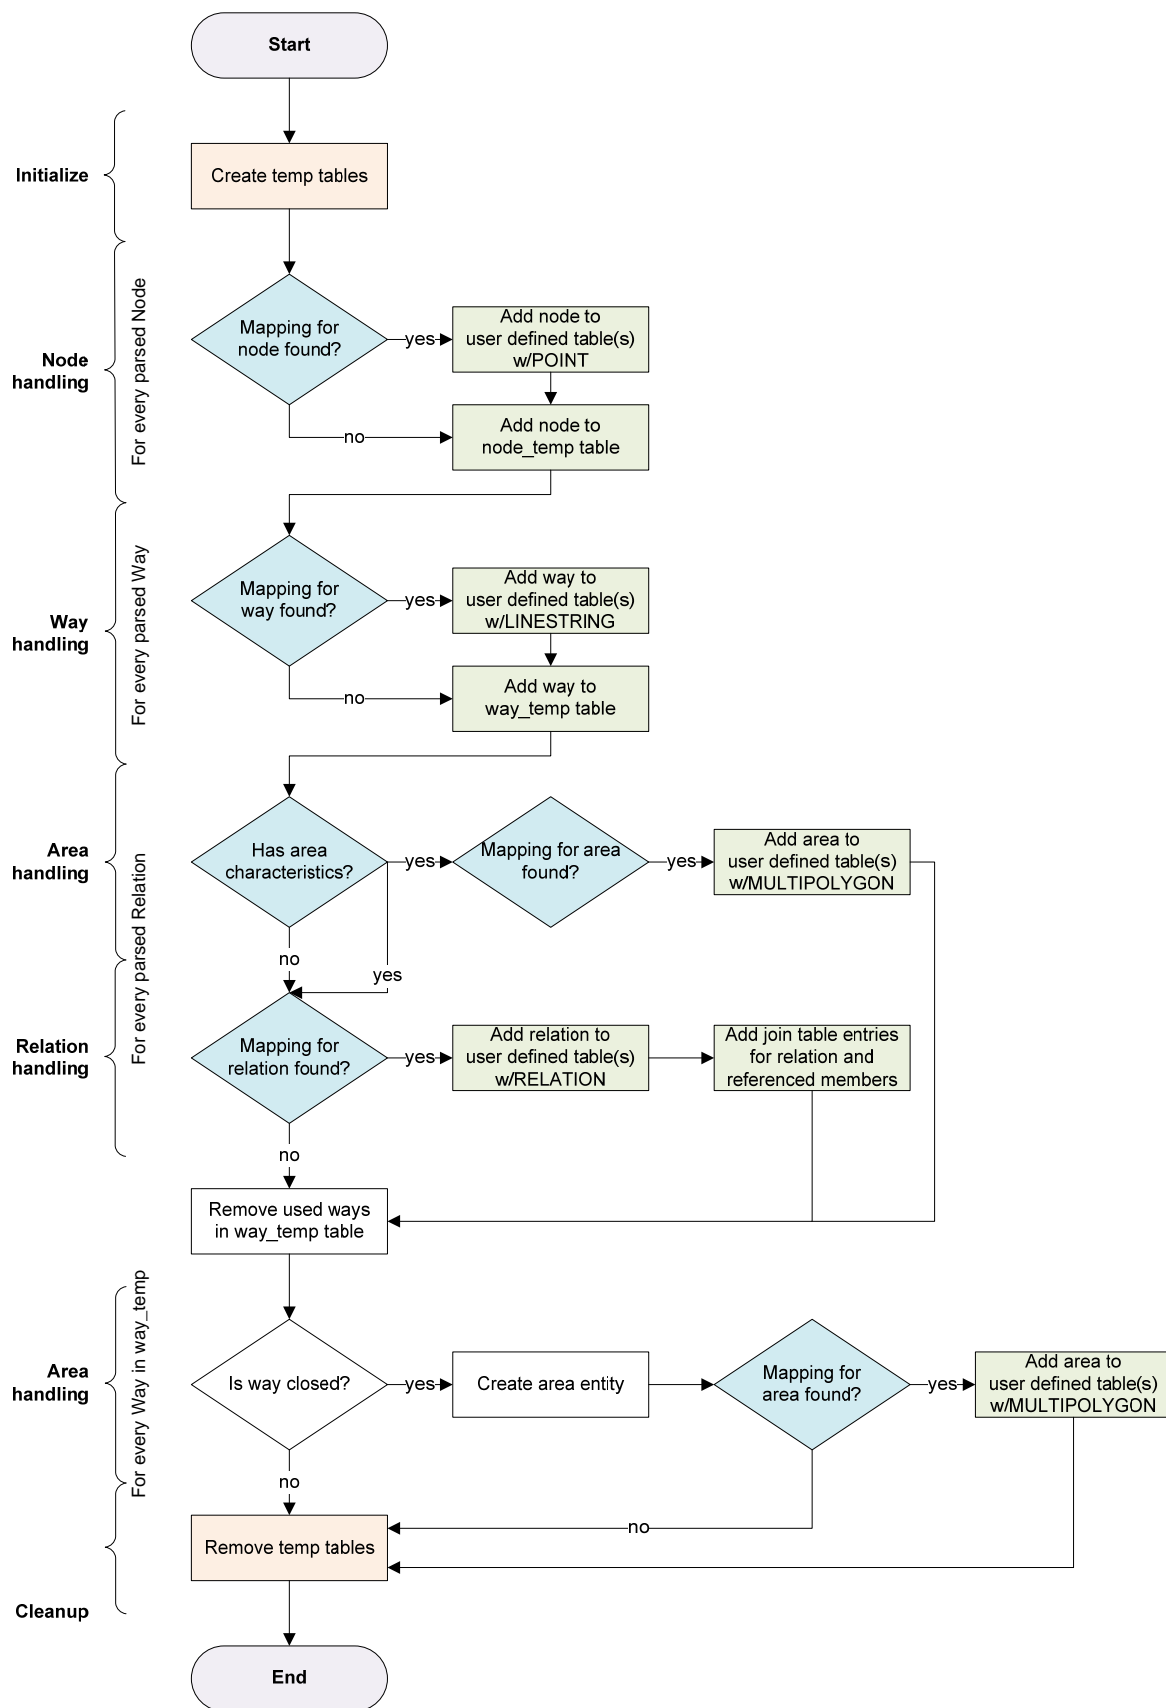 Start
Initialize
Create temp tables
Node
handling
For every parsed Node
Mapping for
node found?
yes
Add node to
user defined table(s)
w/POINT
no
Add node to
node_temp table
Way
handling
For every parsed Way
Mapping for
way found?
yes
Add way to
user defined table(s)
w/LINESTRING
no
Add way to
way_temp table
Area
handling
For every parsed Relation
Has area
characteristics?
yes
Mapping for area
found?
yes
Add area to
user defined table(s)
w/MULTIPOLYGON
no
yes
Relation
handling
Mapping for
relation found?
yes
Add relation to
user defined table(s)
w/RELATION
Add join table entries
for relation and
referenced members
no
Remove used ways
in way_temp table
Area
handling
For every Way in way_temp
Is way closed?
yes
Create area entity
Mapping for
area found?
yes
Add area to
user defined table(s)
w/MULTIPOLYGON
no
no
Remove temp tables
Cleanup
End